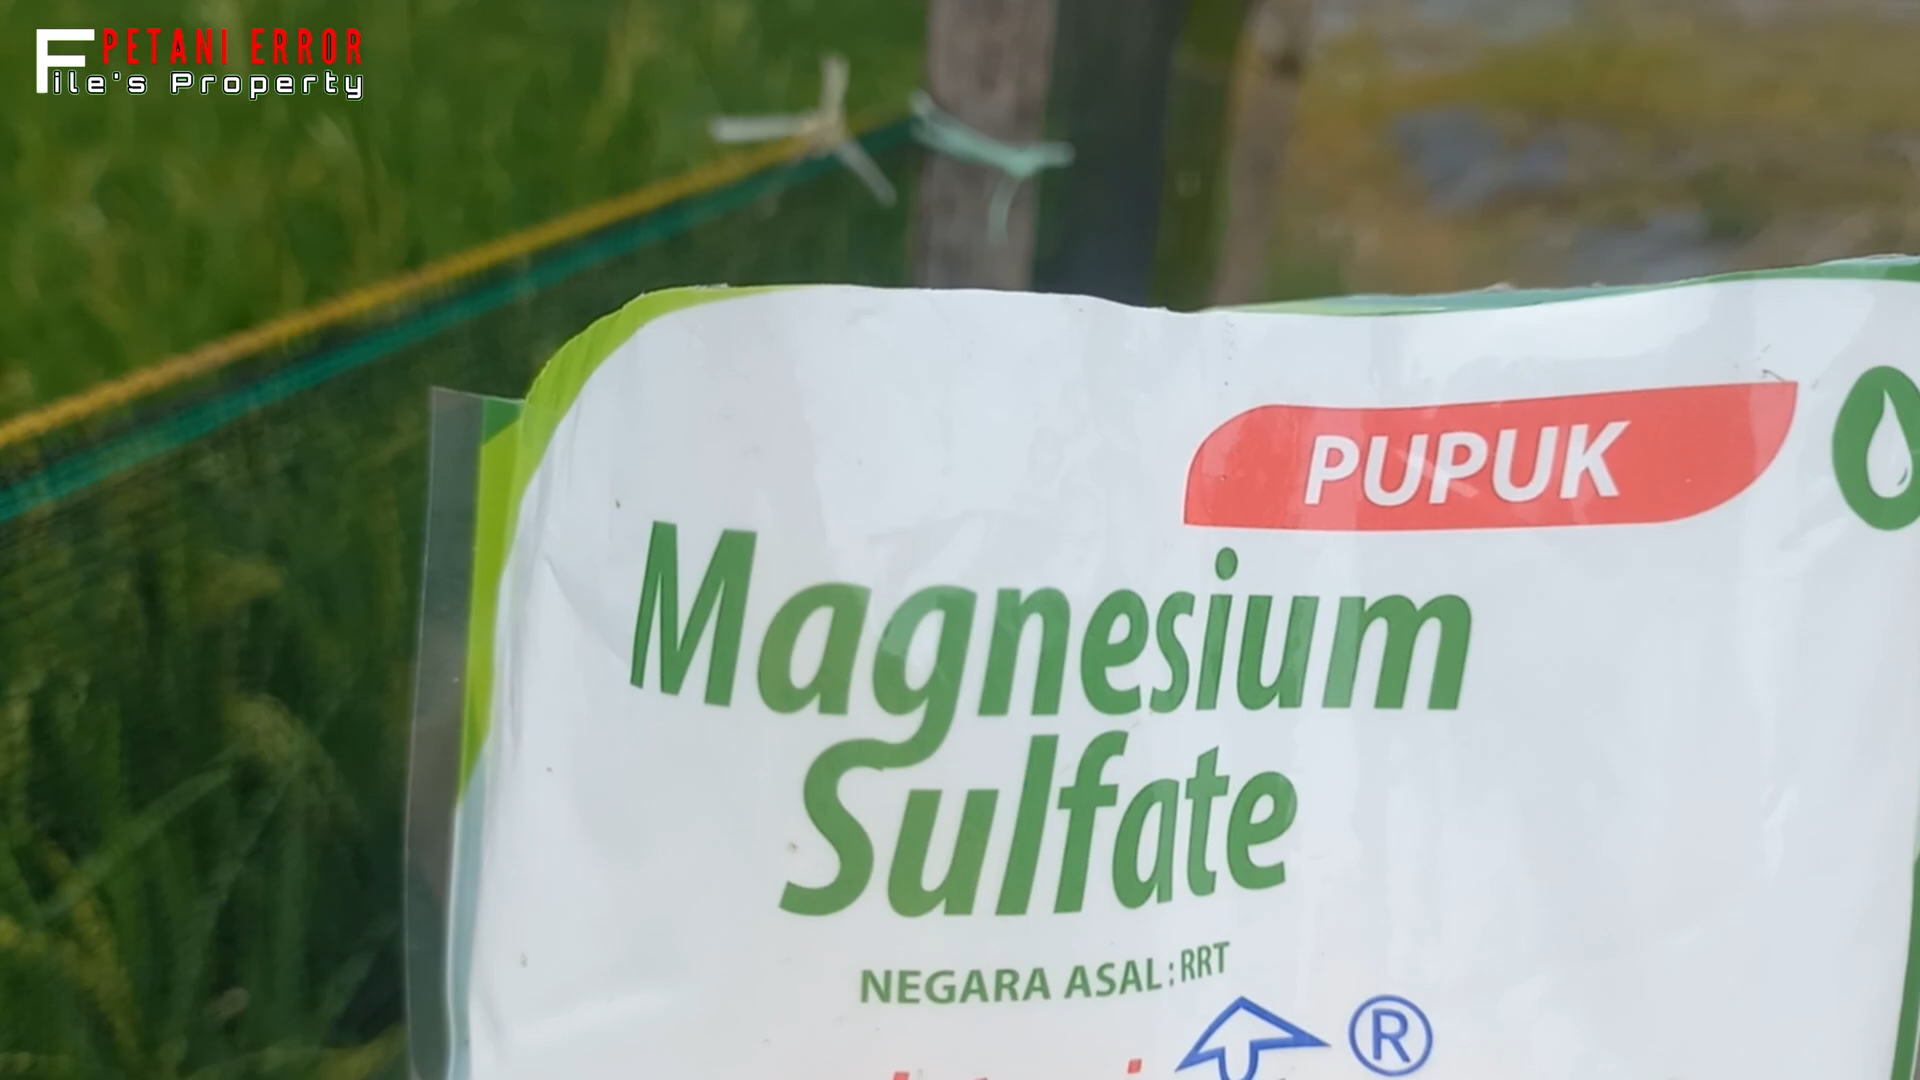 PETANI ERROR
File's Property
PUPUK
Magnesium
Sulfate
NEGARA ASAL : RRT
®